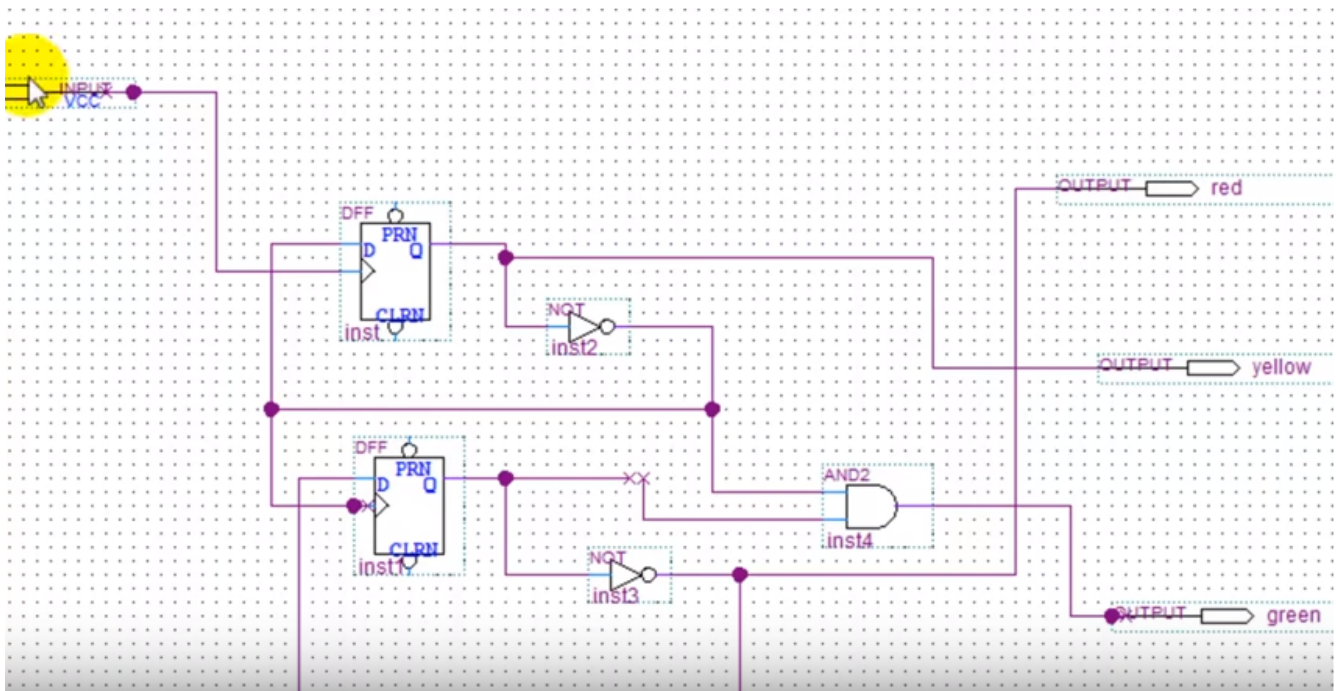 INPUT
VCC
OUTPUT red
DFF
PRN
D Q
CLRN
inst
NOT
inst2
OUTPUT yellow
DFF
PRN
D Q
CLRN
inst1
AND2
inst4
NOT
inst3
OUTPUT green